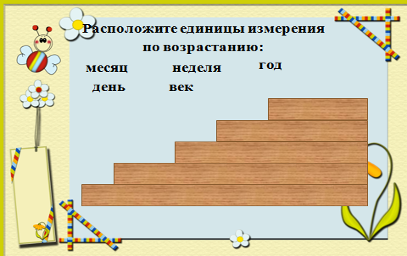 Расположите единицы измерения
по возрастанию:
месяц неделя год
день век